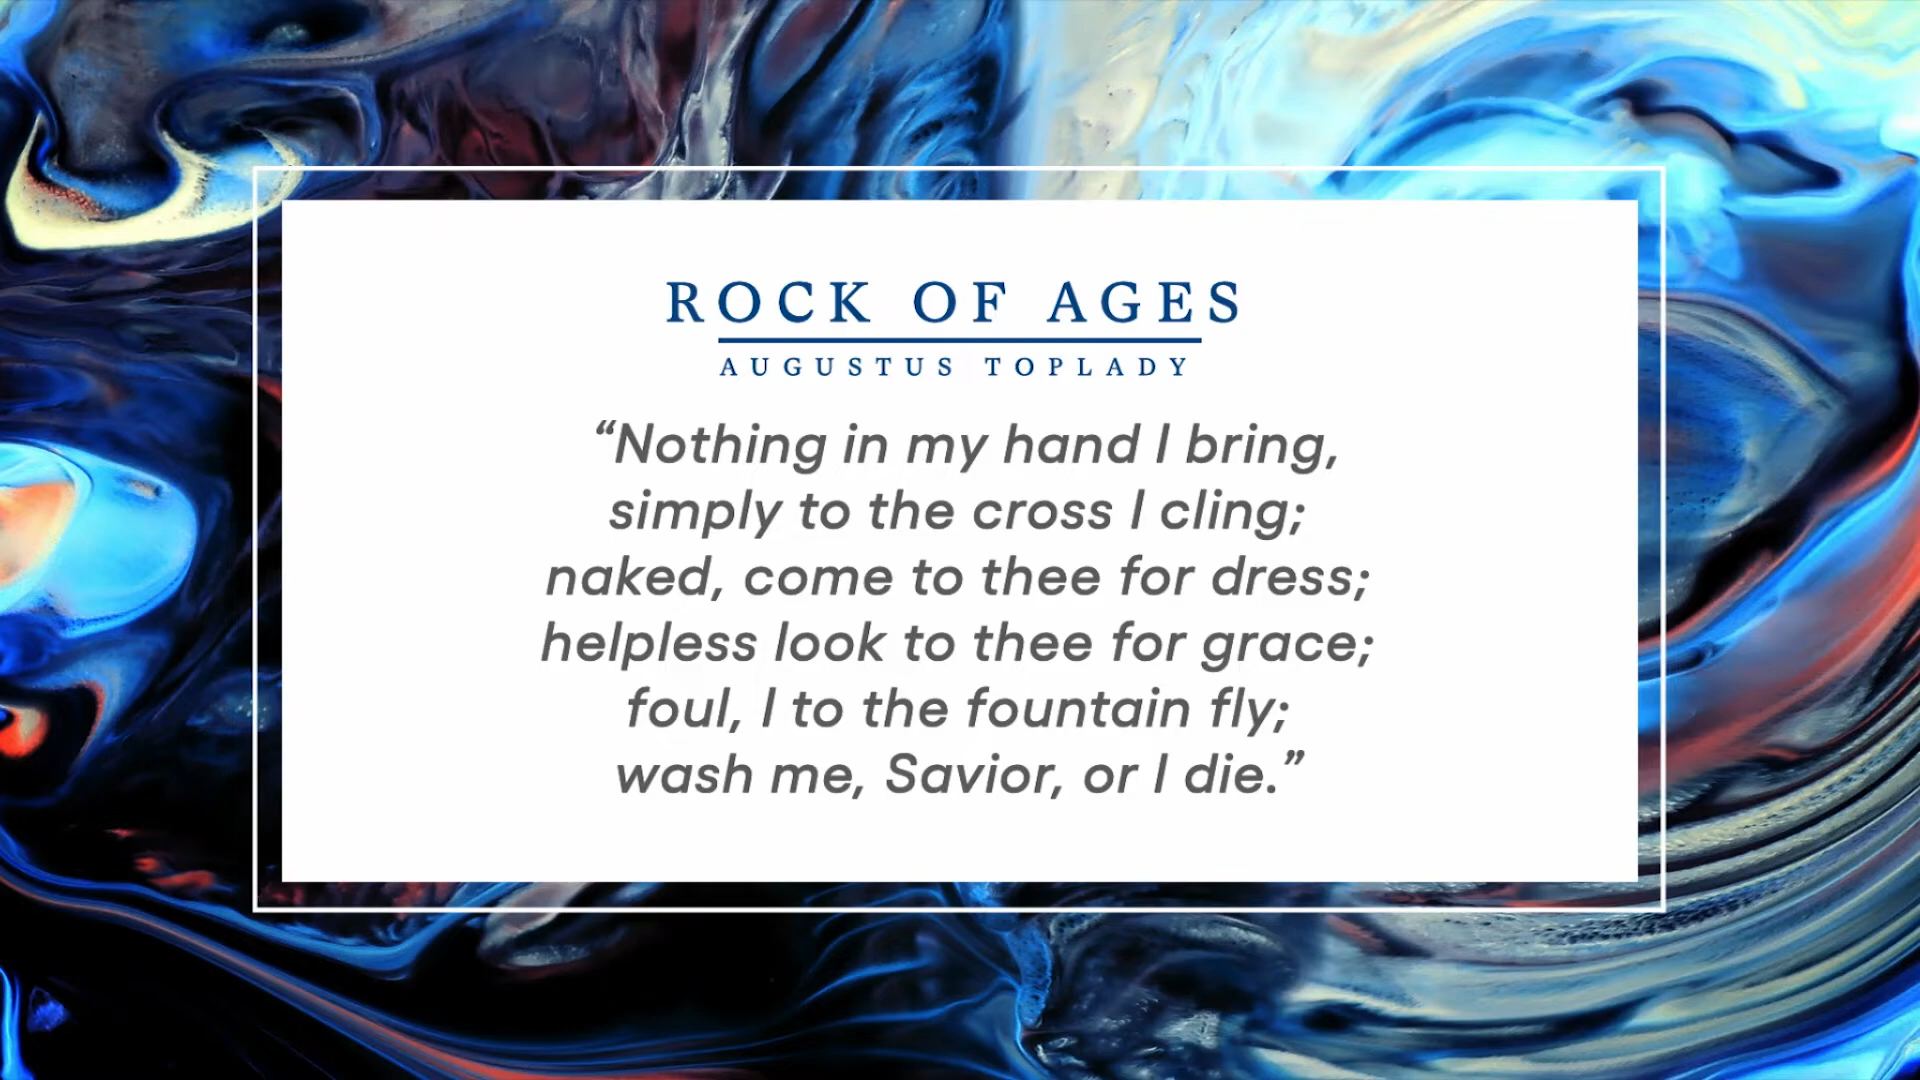 ROCK OF AGES
AUGUSTUS TOPLADY
“Nothing in my hand I bring,
simply to the cross I cling;
naked, come to thee for dress;
helpless look to thee for grace;
foul, I to the fountain fly;
wash me, Savior, or I die.”